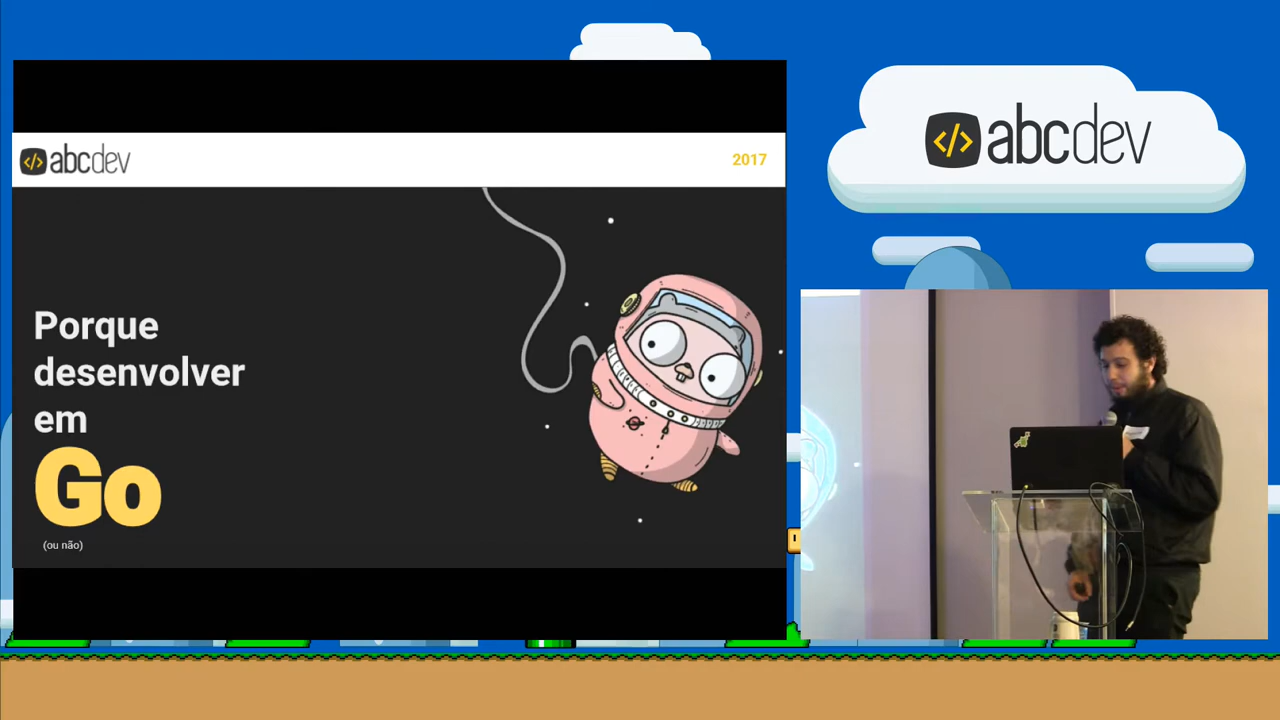 </> abcdev
2017
Porque
desenvolver
em
Go
(ou não)
</> abcdev